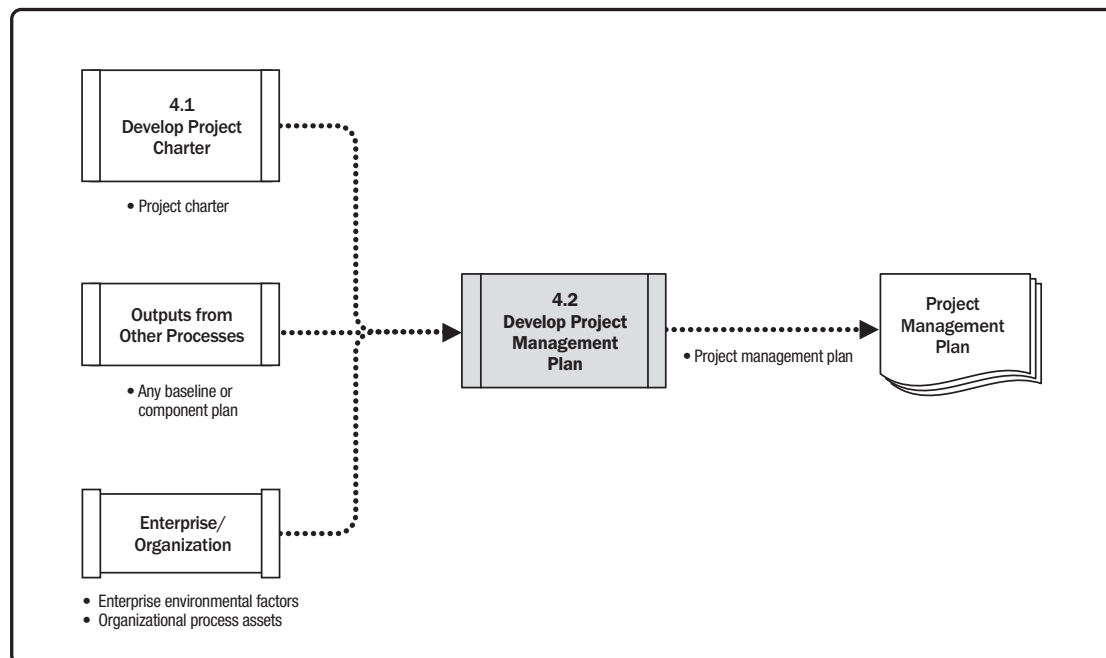 4.1
Develop Project
Charter
• Project charter
Outputs from
Other Processes
• Any baseline or
component plan
Enterprise/
Organization
• Enterprise environmental factors
• Organizational process assets
4.2
Develop Project
Management
Plan
• Project management plan
Project
Management
Plan